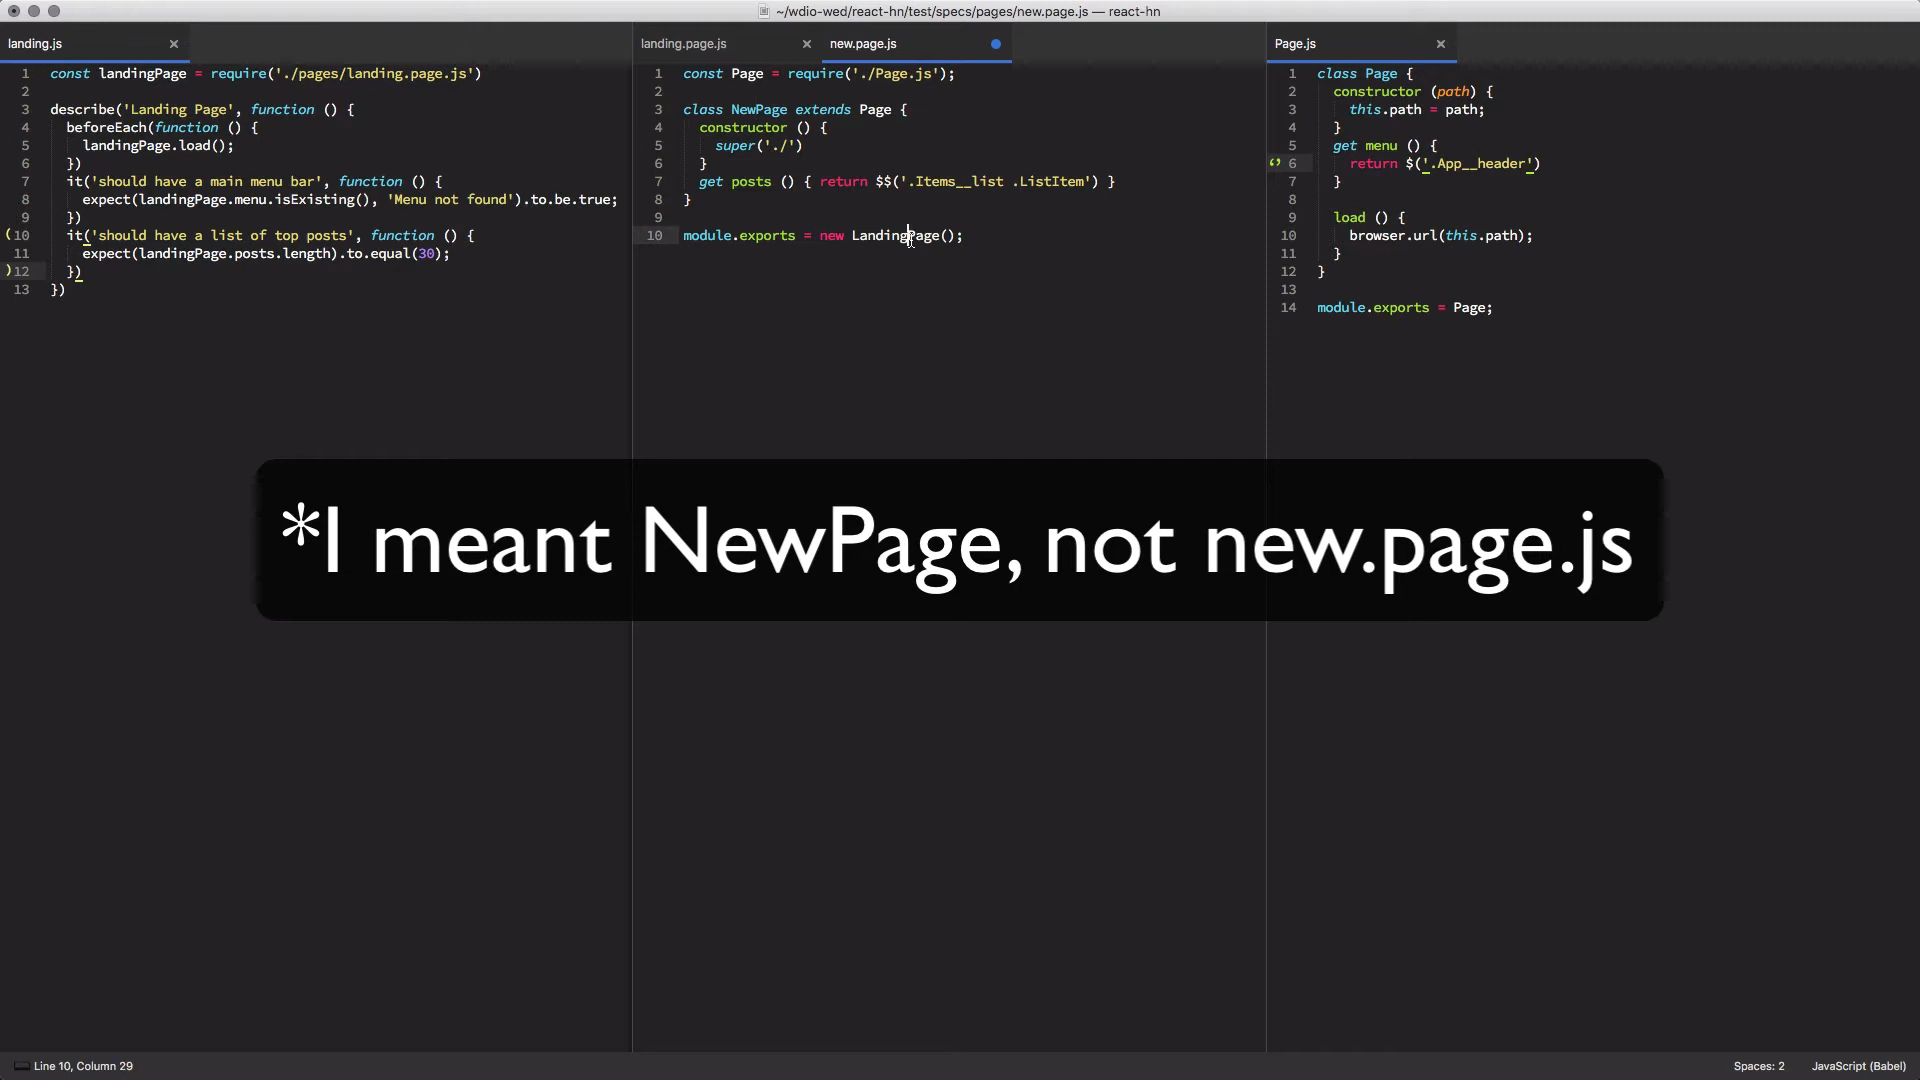 ~/wdio-wed/react-hn/test/specs/pages/new.page.js — react-hn
landing.js
1 const landingPage = require('./pages/landing.page.js')
2
3 describe('Landing Page', function () {
4 beforeEach(function () {
5 landingPage.load();
6 })
7 it('should have a main menu bar', function () {
8 expect(landingPage.menu.isExisting(), 'Menu not found').to.be.true;
9 })
10 it('should have a list of top posts', function () {
11 expect(landingPage.posts.length).to.equal(30);
12 })
13 })
landing.page.js new.page.js
1 const Page = require('./Page.js');
2
3 class NewPage extends Page {
4 constructor () {
5 super('./')
6 }
7 get posts () { return $$('.Items__list .ListItem') }
8 }
9
10 module.exports = new LandingPage();
Page.js
1 class Page {
2 constructor (path) {
3 this.path = path;
4 }
5 get menu () {
6 return $('.App__header')
7 }
8
9 load () {
10 browser.url(this.path);
11 }
12 }
13
14 module.exports = Page;
*I meant NewPage, not new.page.js
Line 10, Column 29
Spaces: 2 JavaScript (Babel)